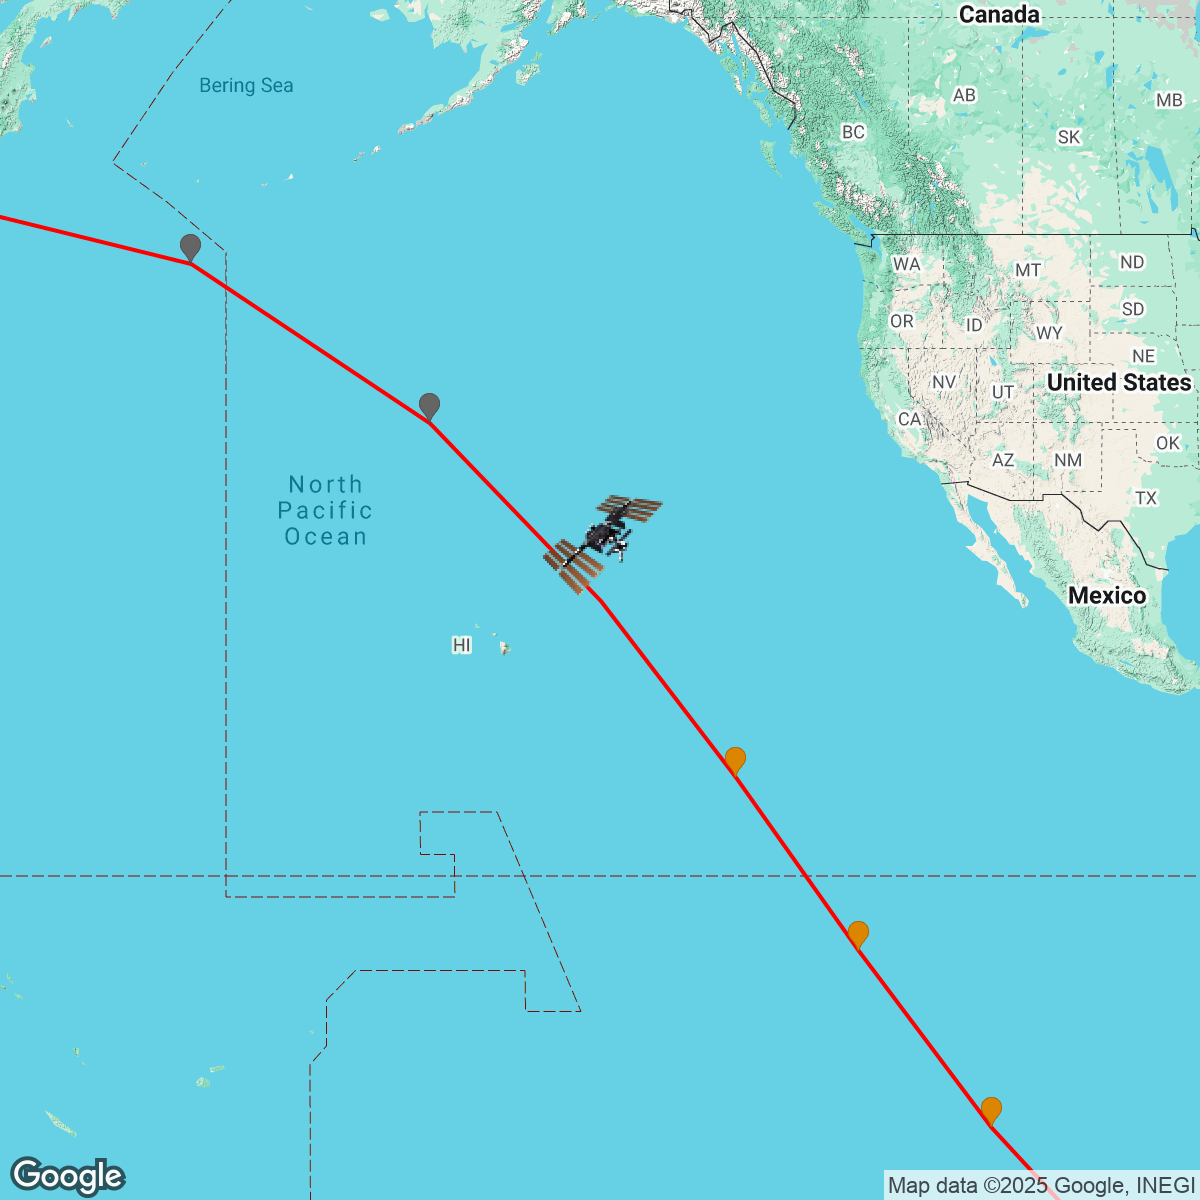 Canada
Bering Sea
AB
MB
BC
SK
WA
MT
ND
OR
ID
SD
WY
NE
NV
UT
United States
CA
OK
AZ
NM
TX
North
Pacific
Ocean
Mexico
HI
Google
Map data ©2025 Google, INEGI